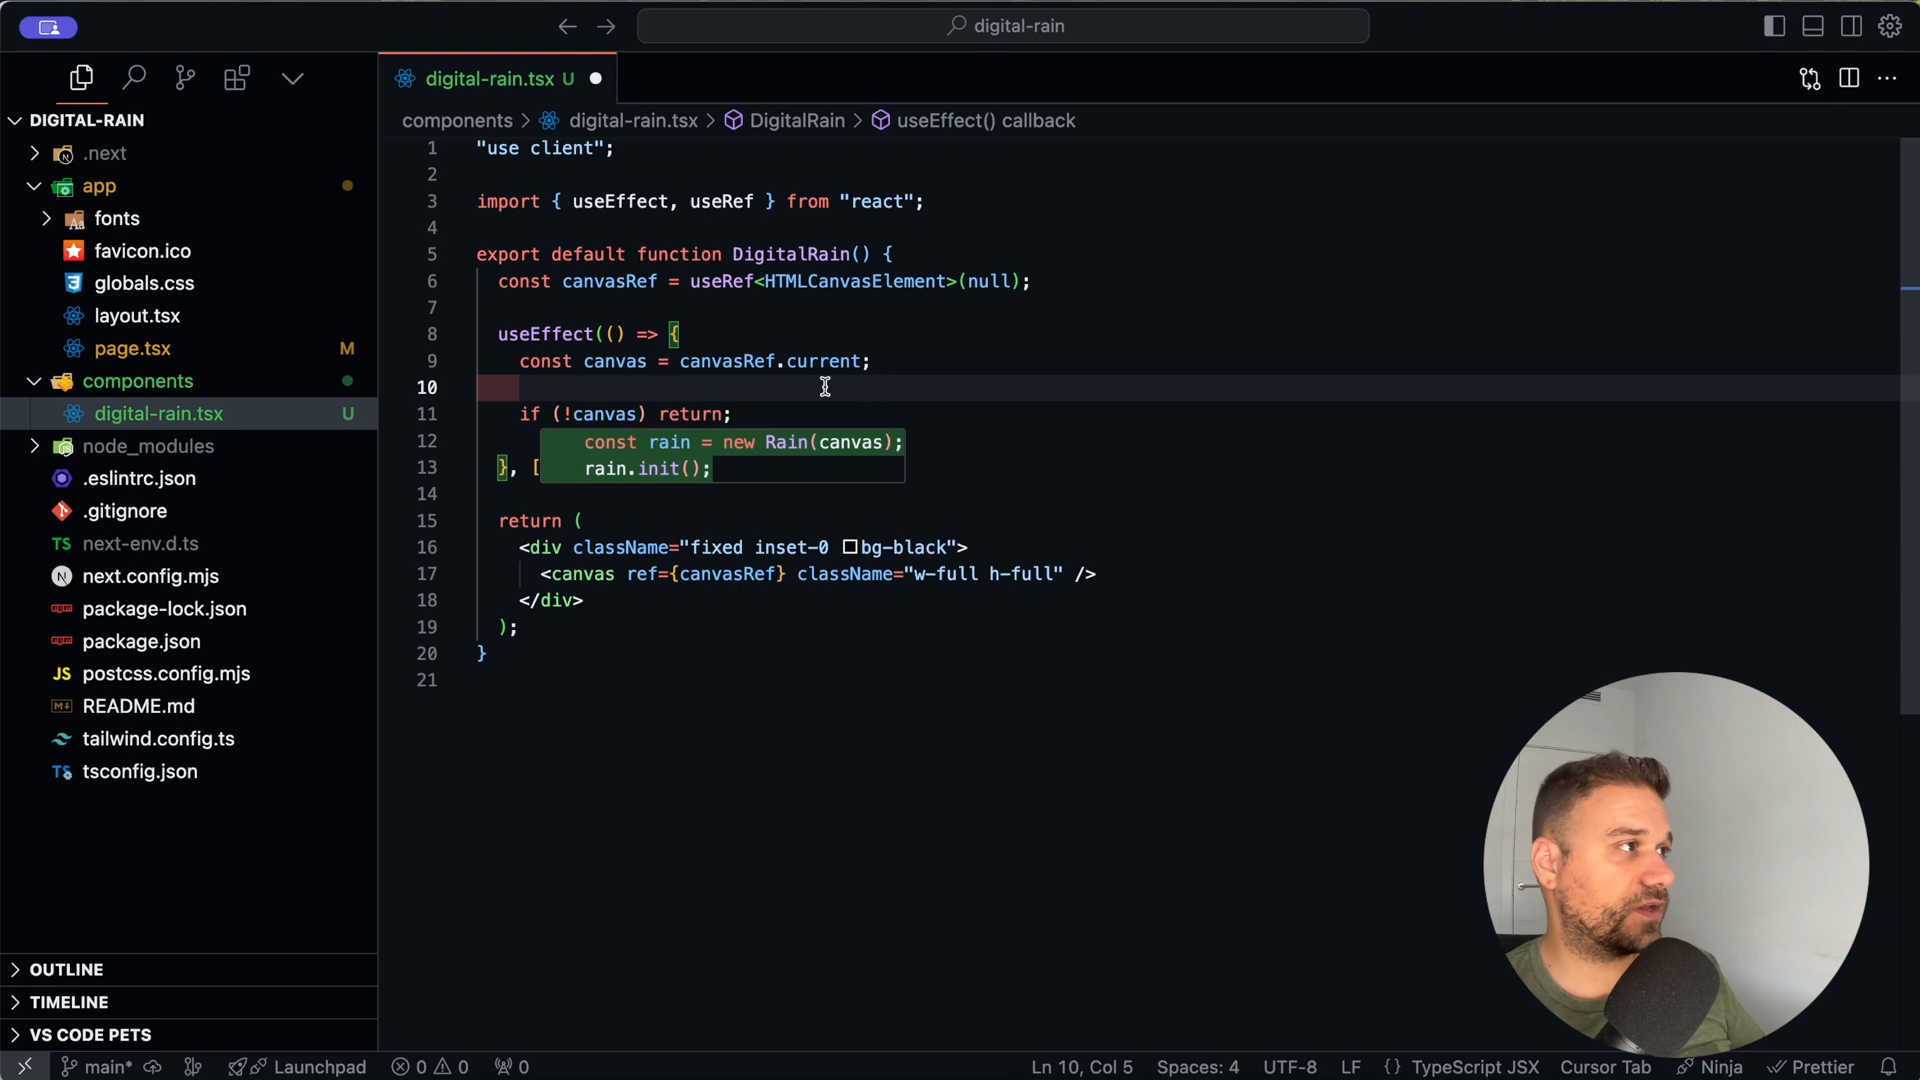 digital-rain
DIGITAL-RAIN
.next
app
fonts
favicon.ico
globals.css
layout.tsx
page.tsx M
components
digital-rain.tsx U
node_modules
.eslintrc.json
.gitignore
TS next-env.d.ts
N next.config.mjs
package-lock.json
package.json
JS postcss.config.mjs
README.md
tailwind.config.ts
TS tsconfig.json
OUTLINE
TIMELINE
VS CODE PETS
digital-rain.tsx U
components > digital-rain.tsx > DigitalRain > useEffect() callback
1 "use client";
2
3 import { useEffect, useRef } from "react";
4
5 export default function DigitalRain() {
6 const canvasRef = useRef<HTMLCanvasElement>(null);
7
8 useEffect(() => {
9 const canvas = canvasRef.current;
10
11 if (!canvas) return;
12 const rain = new Rain(canvas);
13 }, [ rain.init();
14
15 return (
16 <div className="fixed inset-0 bg-black">
17 <canvas ref={canvasRef} className="w-full h-full" />
18 </div>
19 );
20 }
21
main* Launchpad 0 0 0 Ln 10, Col 5 Spaces: 4 UTF-8 LF {} TypeScript JSX Cursor Tab Ninja Prettier